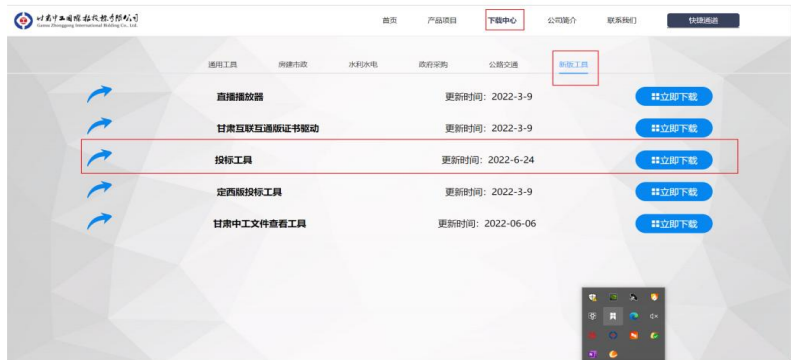 甘肃中工国际招投标有限公司
Gansu Zhonggong International Bidding Co., Ltd.
首页 产品项目 下载中心 公司简介 联系我们 快捷通道
通用工具 房建市政 水利水电 政府采购 公路交通 新版工具
直播播放器 更新时间：2022-3-9 立即下载
甘肃互联互通版证书驱动 更新时间：2022-3-9 立即下载
投标工具 更新时间：2022-6-24 立即下载
定西版投标工具 更新时间：2022-3-9 立即下载
甘肃中工文件查看工具 更新时间：2022-06-06 立即下载